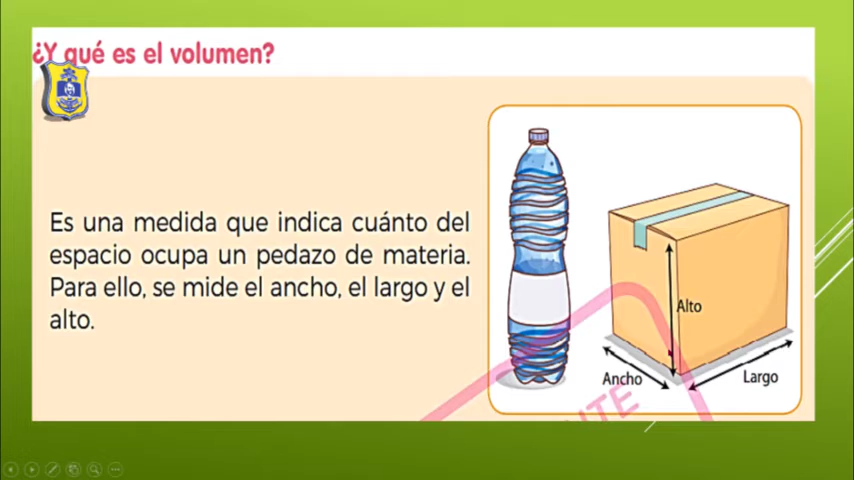 ¿Y qué es el volumen?
Es una medida que indica cuánto del
espacio ocupa un pedazo de materia.
Para ello, se mide el ancho, el largo y el
alto.
Alto
Ancho
Largo